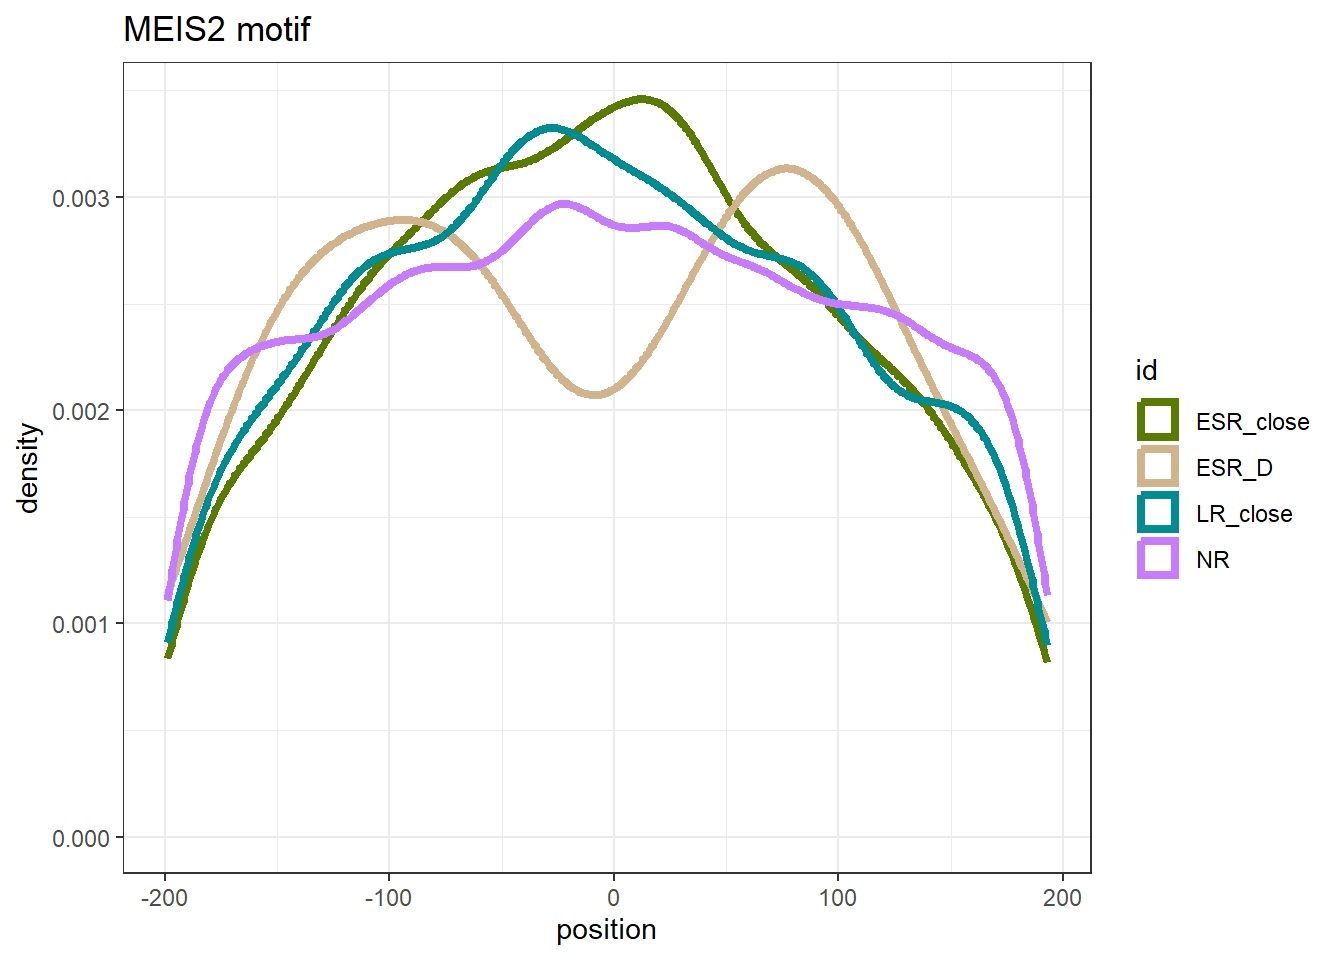 MEIS2 motif
density
0.003
0.002
0.001
0.000
-200
-100
0
100
200
position
id
ESR_close
ESR_D
LR_close
NR